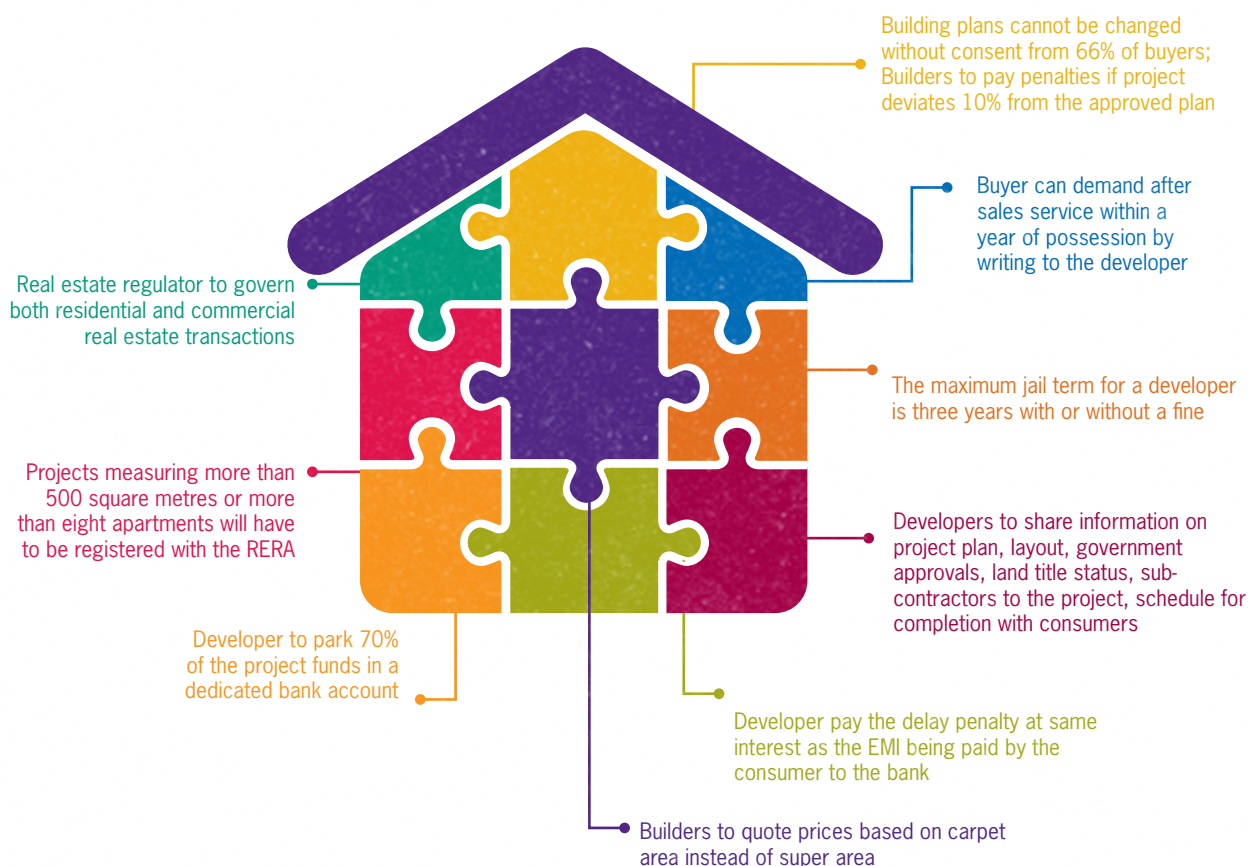 Building plans cannot be changed
without consent from 66% of buyers;
Builders to pay penalties if project
deviates 10% from the approved plan
Buyer can demand after
sales service within a
year of possession by
writing to the developer
Real estate regulator to govern
both residential and commercial
real estate transactions
The maximum jail term for a developer
is three years with or without a fine
Projects measuring more than
500 square metres or more
than eight apartments will have
to be registered with the RERA
Developers to share information on
project plan, layout, government
approvals, land title status, sub-
contractors to the project, schedule for
completion with consumers
Developer to park 70%
of the project funds in a
dedicated bank account
Developer pay the delay penalty at same
interest as the EMI being paid by the
consumer to the bank
Builders to quote prices based on carpet
area instead of super area